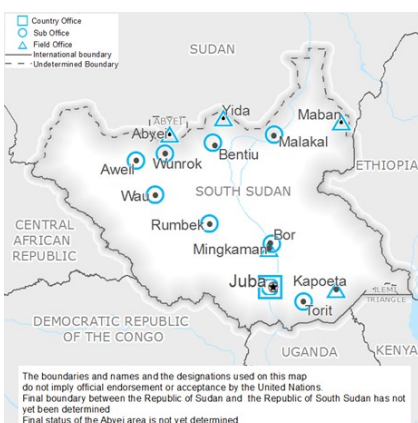 Country Office
Sub Office
Field Office
International boundary
Undetermined Boundary
SUDAN
Yida
Maban
ABYEI
Abyei
Malakal
Bentiu
Wunrok
Aweil
ETHIOPIA
SOUTH SUDAN
Wau
Rumbek
CENTRAL
AFRICAN
REPUBLIC
Bor
Mingkaman
Juba
Kapoeta
ILEMI
TRIANGLE
Torit
DEMOCRATIC REPUBLIC
OF THE CONGO
UGANDA
KENYA
The boundaries and names and the designations used on this map
do not imply official endorsement or acceptance by the United Nations.
Final boundary between the Republic of Sudan and the Republic of South Sudan has not
yet been determined
Final status of the Abyei area is not yet determined